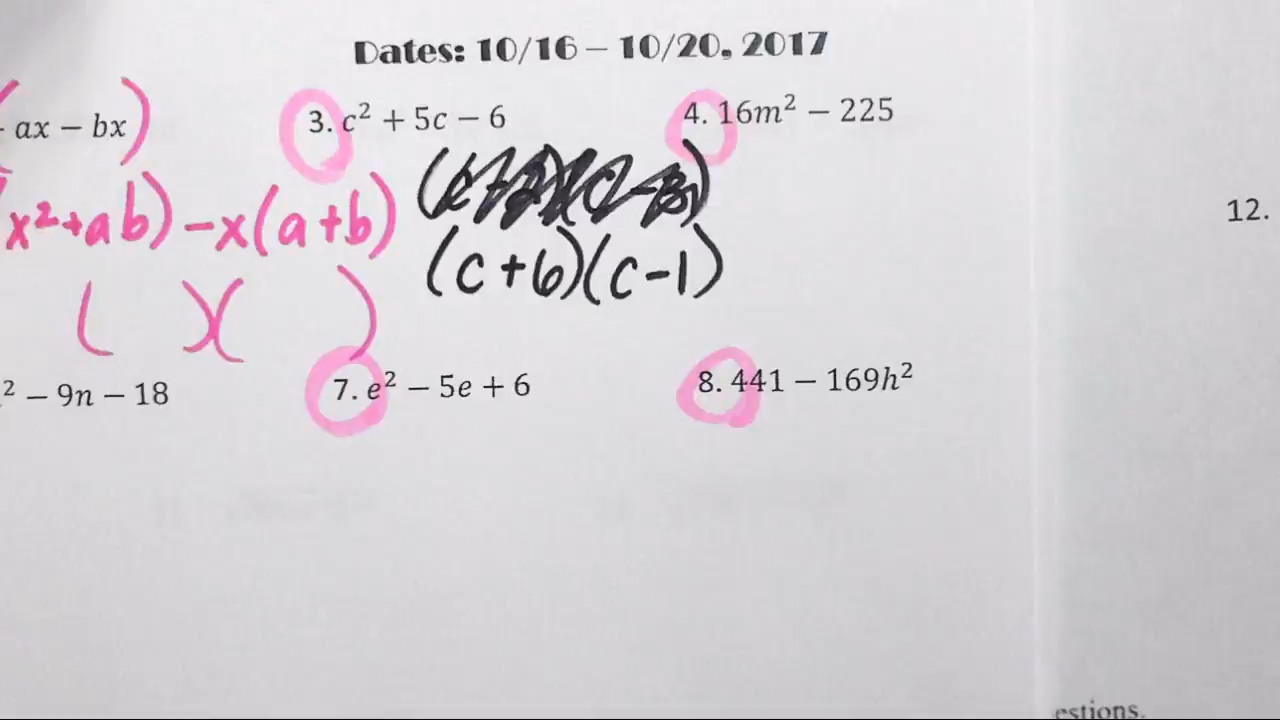 Dates: 10/16 – 10/20, 2017
ax − bx)
3. c² + 5c − 6
4. 16m² − 225
x²+ab) −x(a+b)
(c+6)(c−1)
( )( )
12.
² − 9n − 18
7. e² − 5e + 6
8. 441 − 169h²
estions.